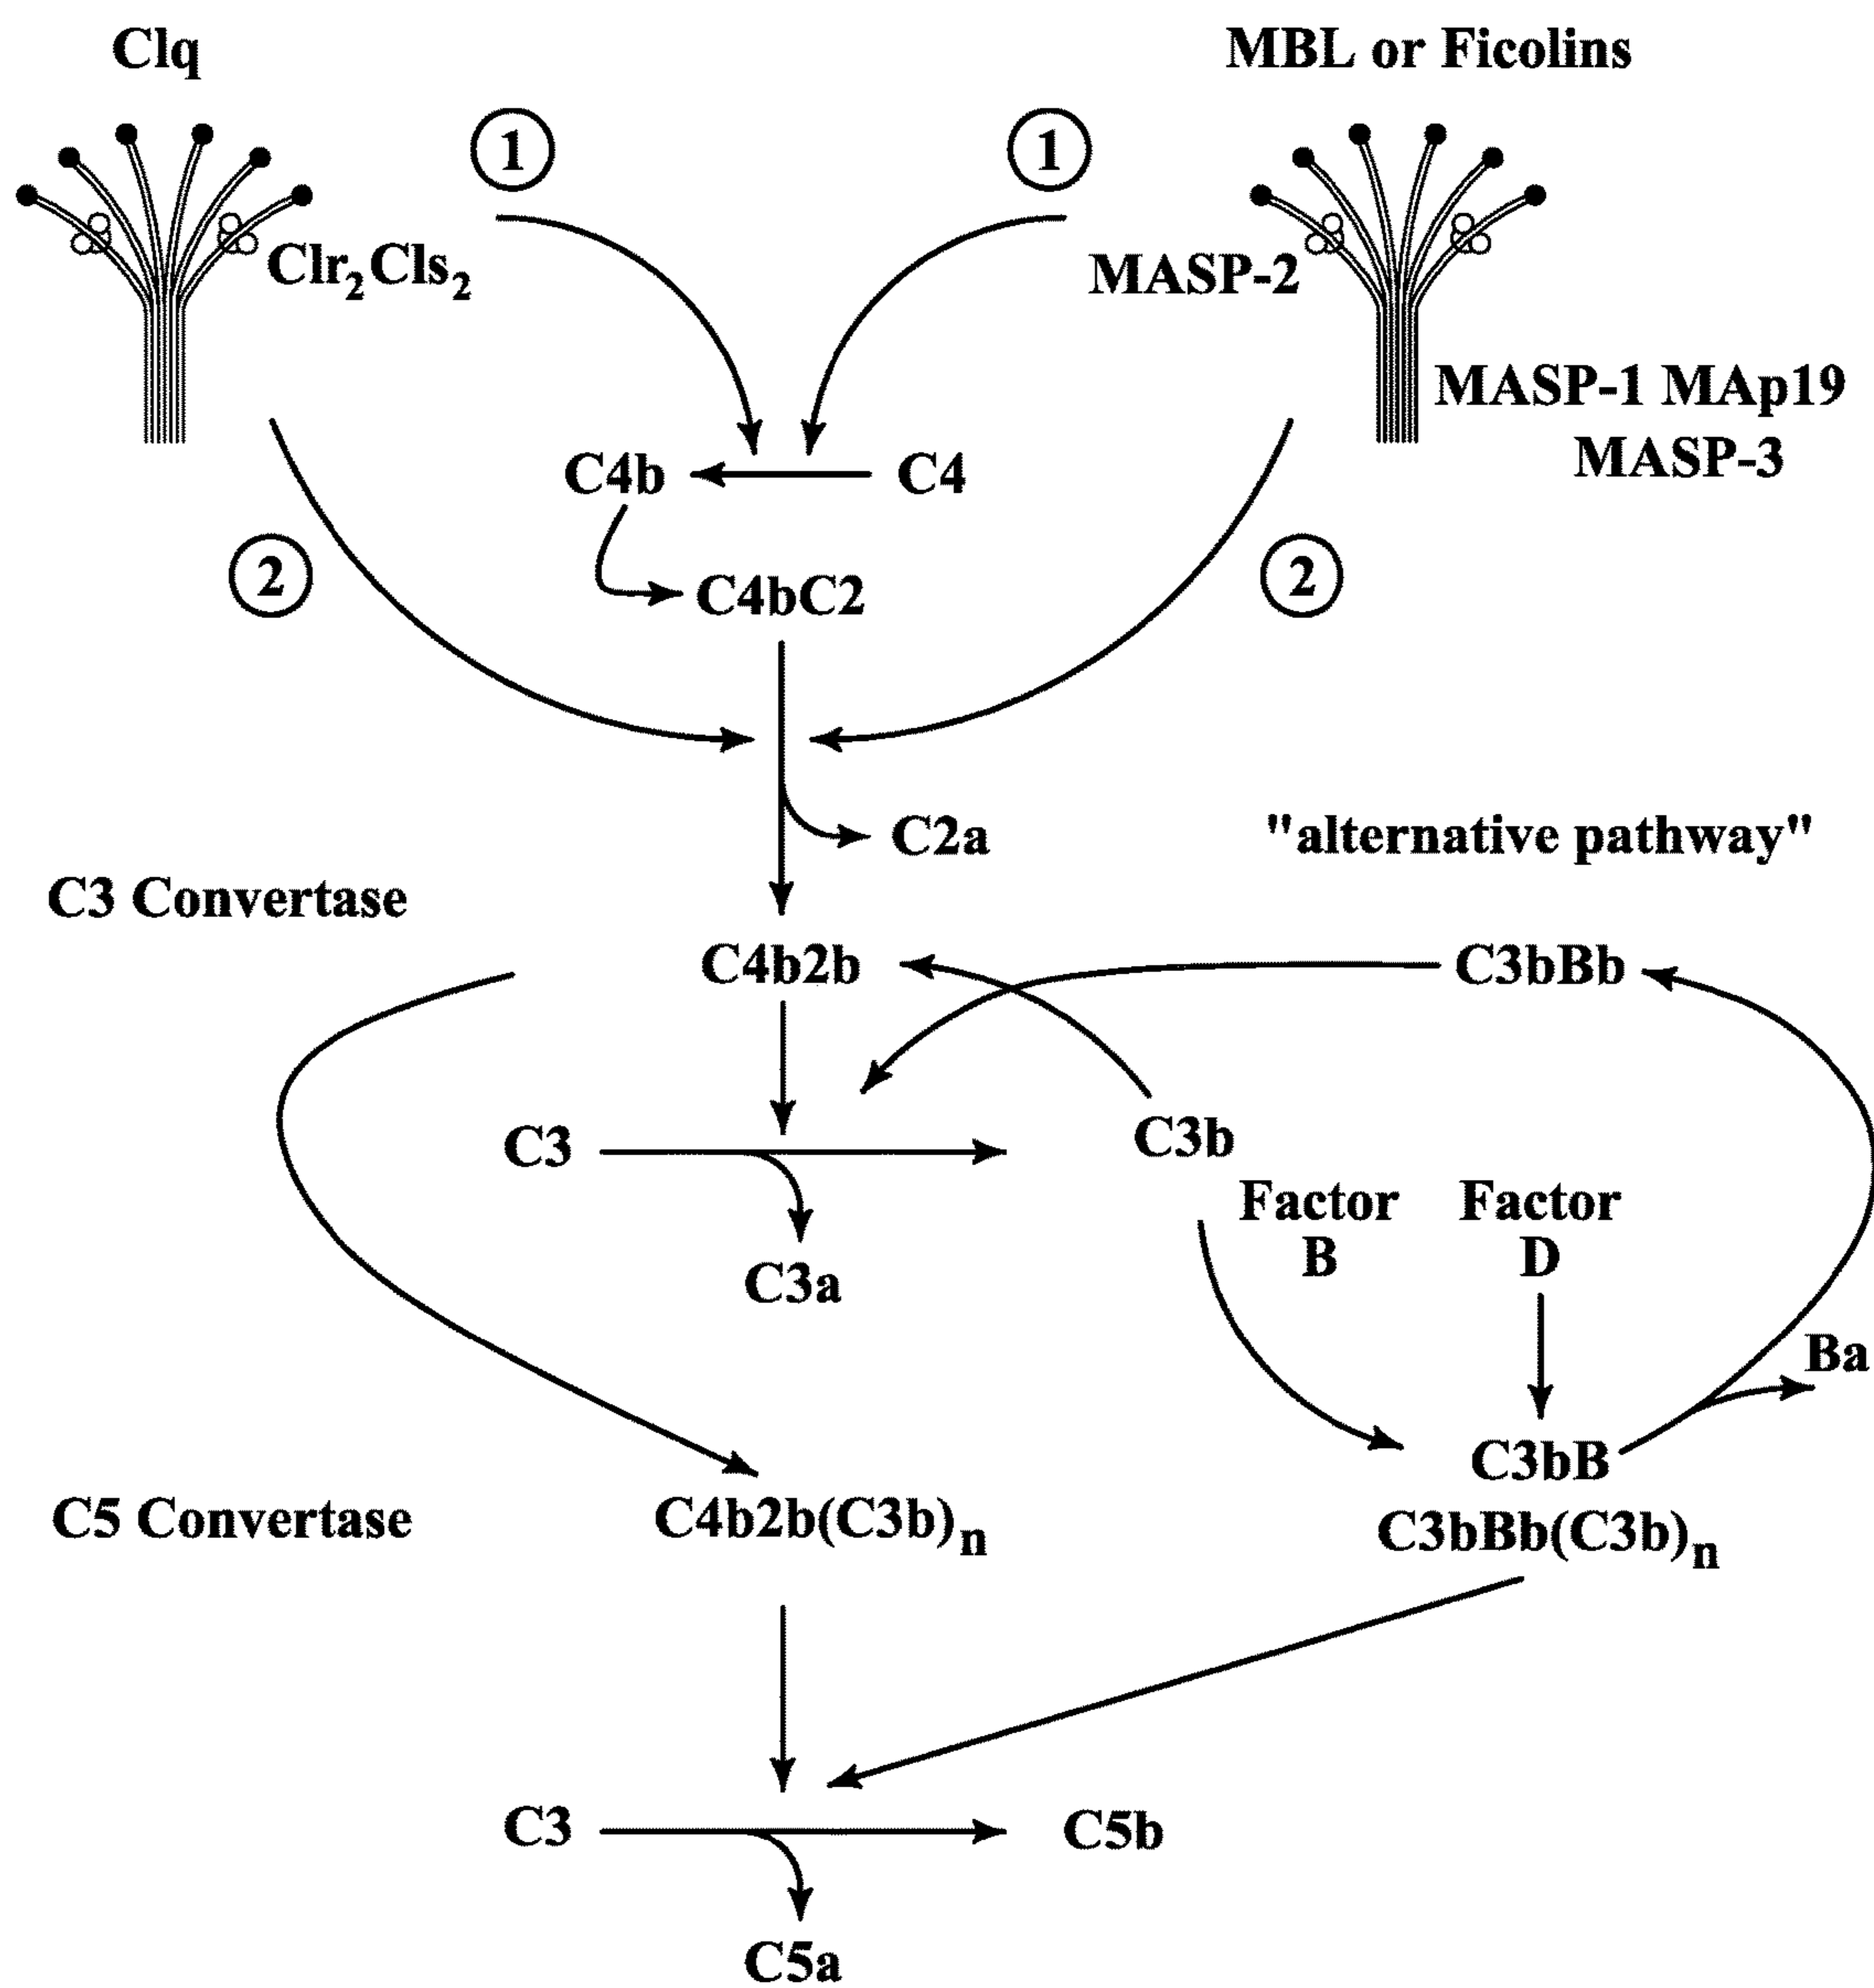 Clq
MBL or Ficolins
1
1
Clr2Cls2
MASP-2
MASP-1 MAp19
MASP-3
C4b
C4
2
2
C4bC2
C2a
"alternative pathway"
C3 Convertase
C4b2b
C3bBb
C3
C3b
Factor
B
Factor
D
C3a
Ba
C3bB
C5 Convertase
C4b2b(C3b)n
C3bBb(C3b)n
C3
C5b
C5a